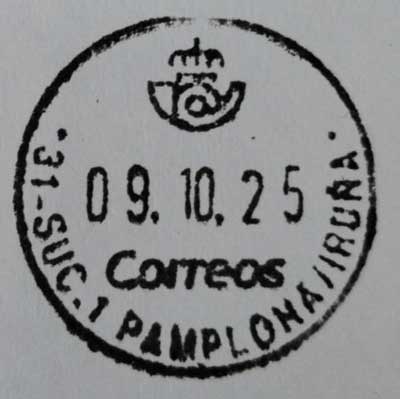 09.10.25
Correos
31-SUC.1 PAMPLONA/IRUÑA